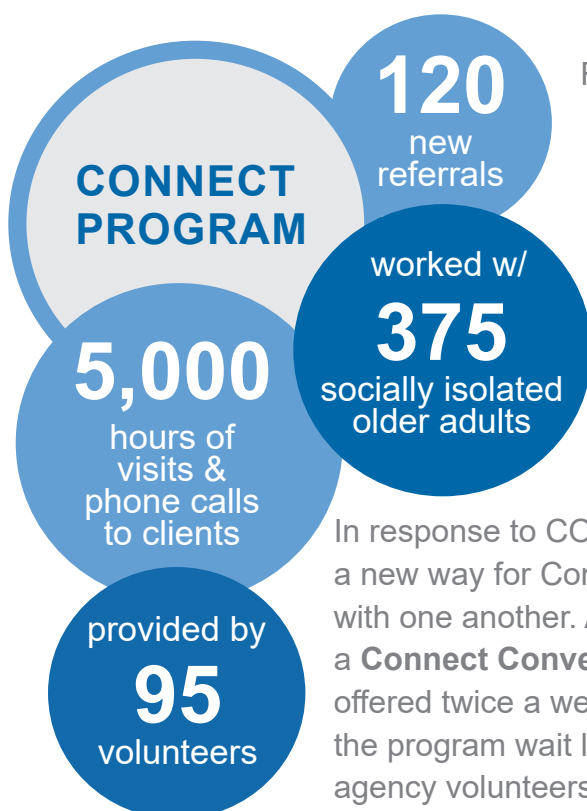 CONNECT
PROGRAM
120
new
referrals
worked w/
375
socially isolated
older adults
5,000
hours of
visits &
phone calls
to clients
provided by
95
volunteers
In response to
a new way for
with one another.
a Connect
offered twice a
the program wait
agency volunteers